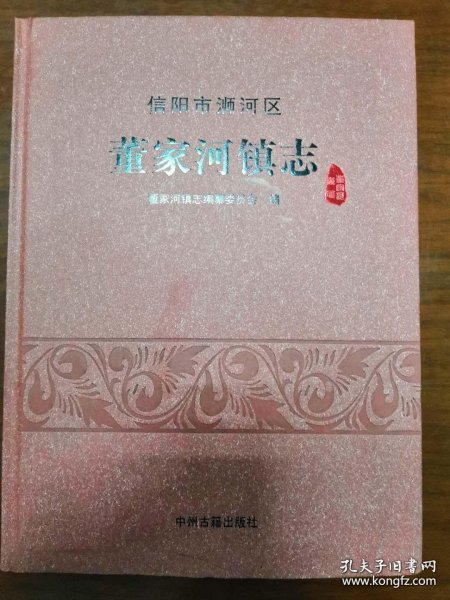 信阳市浉河区
董家河镇志
董家河镇志编纂委员会 编
中州古籍出版社
孔夫子旧书网
www.kongfz.com